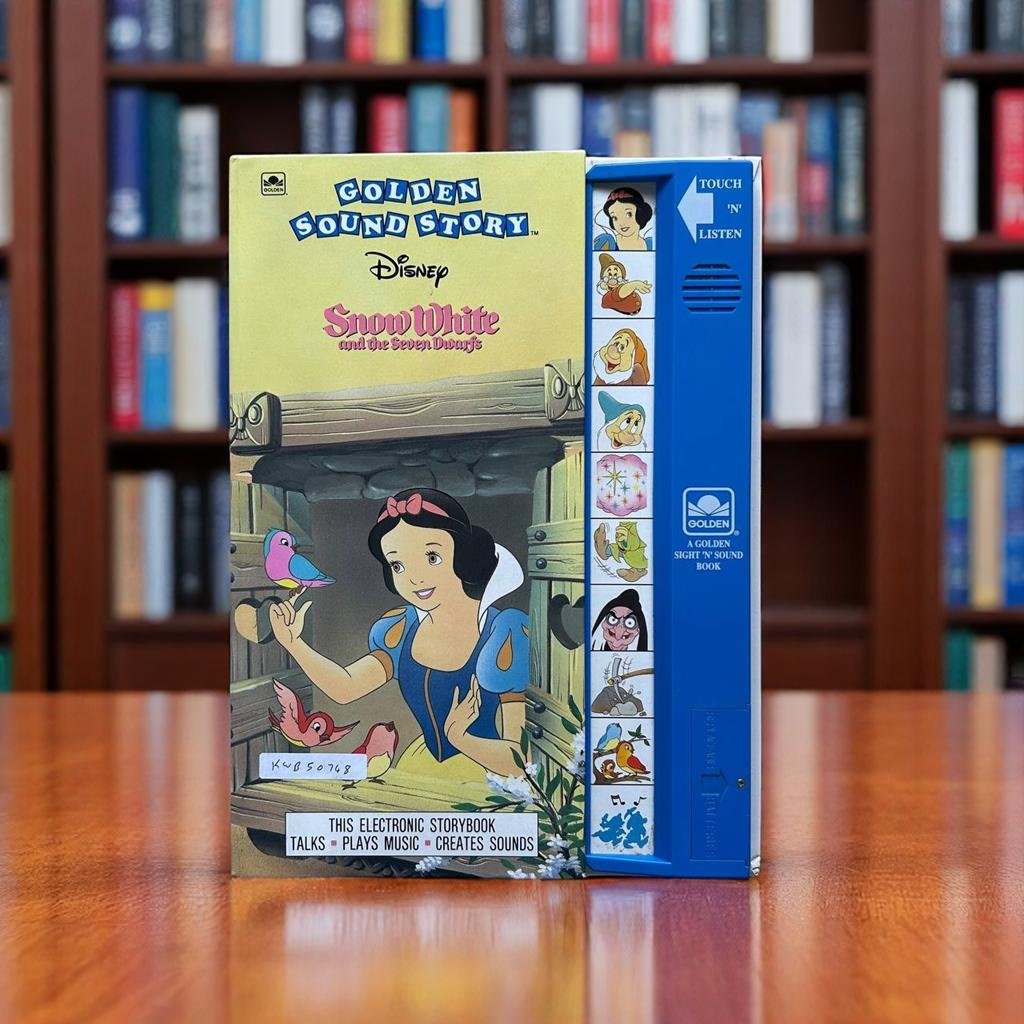 GOLDEN
GOLDEN
SOUND STORY™
Disney
Snow White
and the Seven Dwarfs
KWB50748
THIS ELECTRONIC STORYBOOK
TALKS ▪ PLAYS MUSIC ▪ CREATES SOUNDS
TOUCH
'N'
LISTEN
GOLDEN®
A GOLDEN
SIGHT 'N' SOUND
BOOK